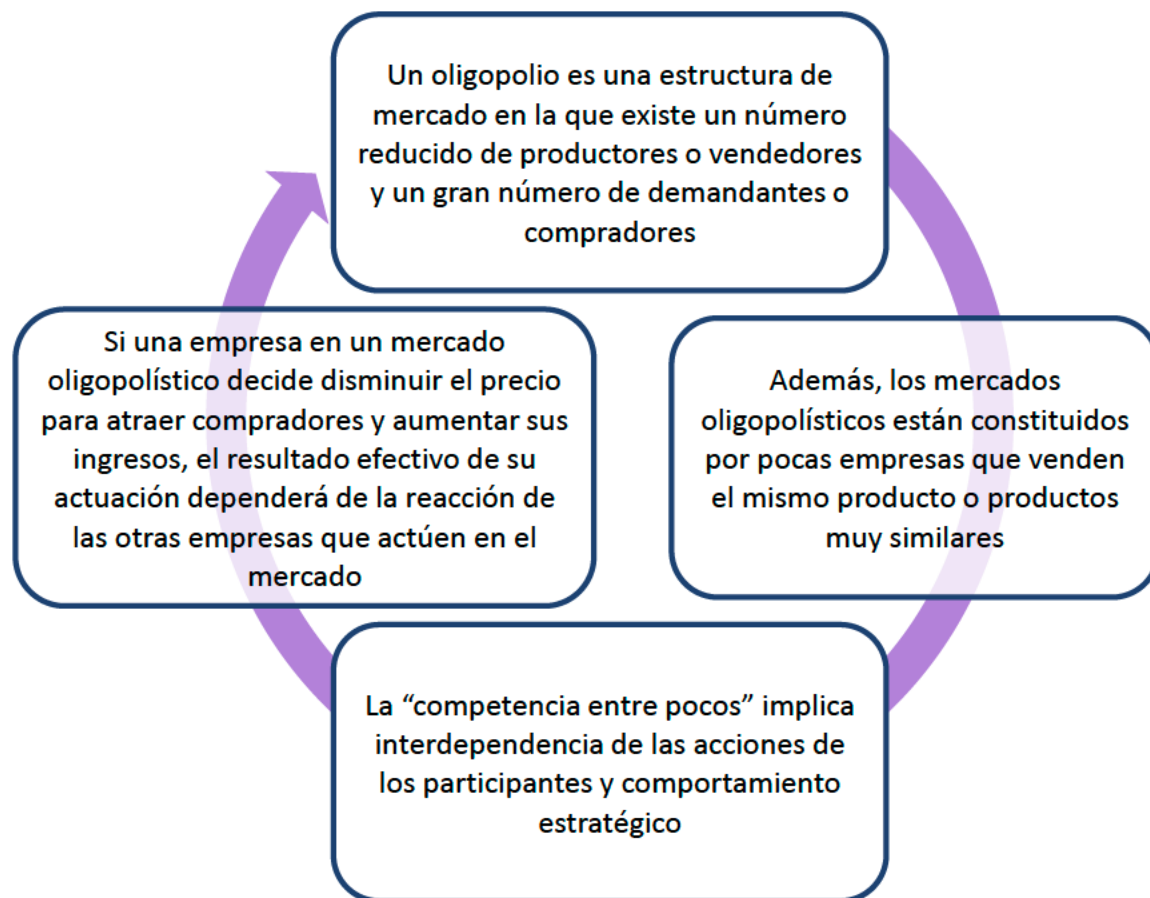 Un oligopolio es una estructura de
mercado en la que existe un número
reducido de productores o vendedores
y un gran número de demandantes o
compradores
Además, los mercados
oligopolísticos están constituidos
por pocas empresas que venden
el mismo producto o productos
muy similares
La “competencia entre pocos” implica
interdependencia de las acciones de
los participantes y comportamiento
estratégico
Si una empresa en un mercado
oligopolístico decide disminuir el precio
para atraer compradores y aumentar sus
ingresos, el resultado efectivo de su
actuación dependerá de la reacción de
las otras empresas que actúen en el
mercado